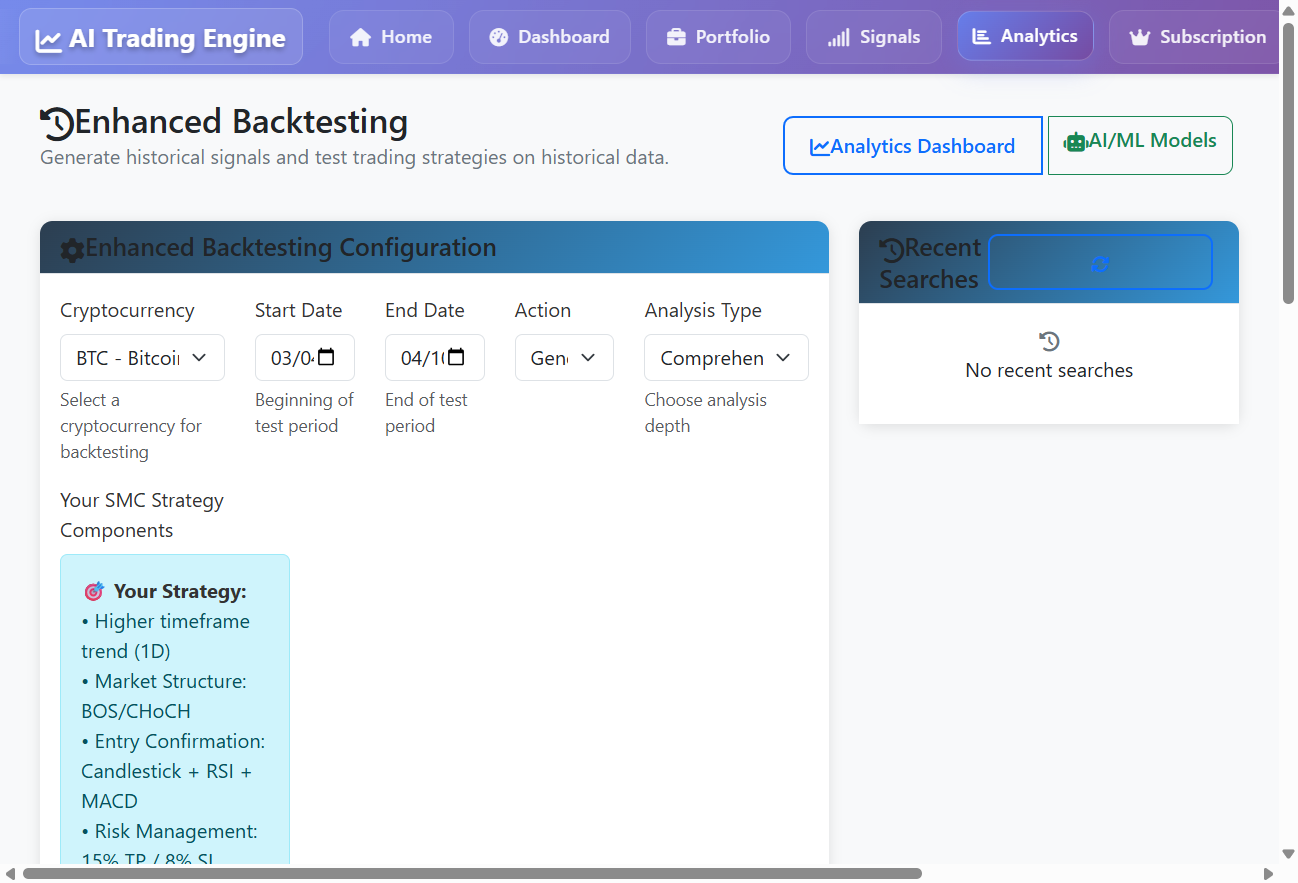 AI Trading Engine
Home
Dashboard
Portfolio
Signals
Analytics
Subscription
Enhanced Backtesting
Generate historical signals and test trading strategies on historical data.
Analytics Dashboard
AI/ML Models
Enhanced Backtesting Configuration
Cryptocurrency
Start Date
End Date
Action
Analysis Type
BTC - Bitcoi
03/0
04/1
Gen
Comprehen
Select a
cryptocurrency for
backtesting
Beginning of
test period
End of test
period
Choose analysis
depth
Your SMC Strategy
Components
🎯 Your Strategy:
• Higher timeframe
trend (1D)
• Market Structure:
BOS/CHoCH
• Entry Confirmation:
Candlestick + RSI +
MACD
• Risk Management:
15% TP / 8% SL
Recent
Searches
No recent searches